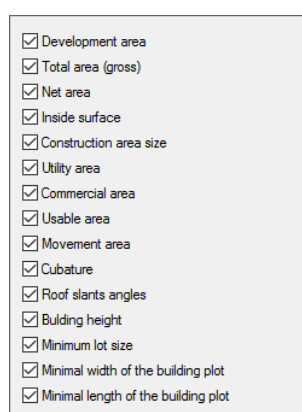 Development area
Total area (gross)
Net area
Inside surface
Construction area size
Utility area
Commercial area
Usable area
Movement area
Cubature
Roof slants angles
Bulding height
Minimum lot size
Minimal width of the building plot
Minimal length of the building plot